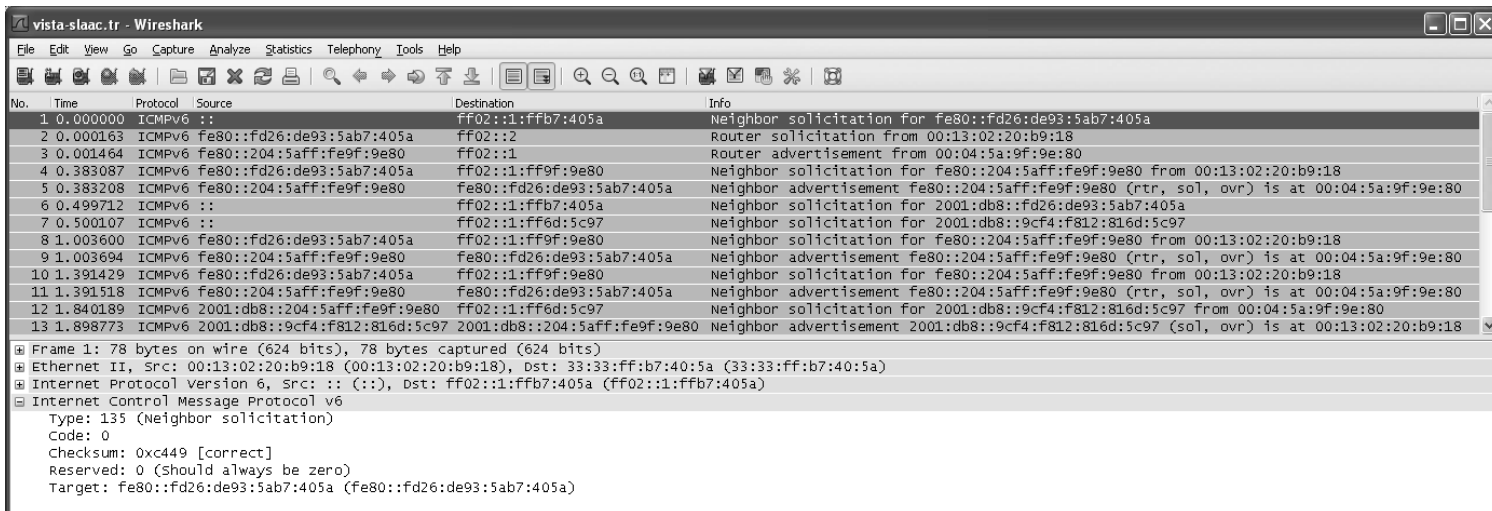 vista-slaac.tr - Wireshark
File Edit View Go Capture Analyze Statistics Telephony Tools Help
No. Time Protocol Source Destination Info
1 0.000000 ICMPv6 :: ff02::1:ffb7:405a Neighbor solicitation for fe80::fd26:de93:5ab7:405a
2 0.000163 ICMPv6 fe80::fd26:de93:5ab7:405a ff02::2 Router solicitation from 00:13:02:20:b9:18
3 0.001464 ICMPv6 fe80::204:5aff:fe9f:9e80 ff02::1 Router advertisement from 00:04:5a:9f:9e:80
4 0.383087 ICMPv6 fe80::fd26:de93:5ab7:405a ff02::1:ff9f:9e80 Neighbor solicitation for fe80::204:5aff:fe9f:9e80 from 00:13:02:20:b9:18
5 0.383208 ICMPv6 fe80::204:5aff:fe9f:9e80 fe80::fd26:de93:5ab7:405a Neighbor advertisement fe80::204:5aff:fe9f:9e80 (rtr, sol, ovr) is at 00:04:5a:9f:9e:80
6 0.499712 ICMPv6 :: ff02::1:ffb7:405a Neighbor solicitation for 2001:db8::fd26:de93:5ab7:405a
7 0.500107 ICMPv6 :: ff02::1:ff6d:5c97 Neighbor solicitation for 2001:db8::9cf4:f812:816d:5c97
8 1.003600 ICMPv6 fe80::fd26:de93:5ab7:405a ff02::1:ff9f:9e80 Neighbor solicitation for fe80::204:5aff:fe9f:9e80 from 00:13:02:20:b9:18
9 1.003694 ICMPv6 fe80::204:5aff:fe9f:9e80 fe80::fd26:de93:5ab7:405a Neighbor advertisement fe80::204:5aff:fe9f:9e80 (rtr, sol, ovr) is at 00:04:5a:9f:9e:80
10 1.391429 ICMPv6 fe80::fd26:de93:5ab7:405a ff02::1:ff9f:9e80 Neighbor solicitation for fe80::204:5aff:fe9f:9e80 from 00:13:02:20:b9:18
11 1.391518 ICMPv6 fe80::204:5aff:fe9f:9e80 fe80::fd26:de93:5ab7:405a Neighbor advertisement fe80::204:5aff:fe9f:9e80 (rtr, sol, ovr) is at 00:04:5a:9f:9e:80
12 1.840189 ICMPv6 2001:db8::204:5aff:fe9f:9e80 ff02::1:ff6d:5c97 Neighbor solicitation for 2001:db8::9cf4:f812:816d:5c97 from 00:04:5a:9f:9e:80
13 1.898773 ICMPv6 2001:db8::9cf4:f812:816d:5c97 2001:db8::204:5aff:fe9f:9e80 Neighbor advertisement 2001:db8::9cf4:f812:816d:5c97 (sol, ovr) is at 00:13:02:20:b9:18
Frame 1: 78 bytes on wire (624 bits), 78 bytes captured (624 bits)
Ethernet II, Src: 00:13:02:20:b9:18 (00:13:02:20:b9:18), Dst: 33:33:ff:b7:40:5a (33:33:ff:b7:40:5a)
Internet Protocol Version 6, Src: :: (::), Dst: ff02::1:ffb7:405a (ff02::1:ffb7:405a)
Internet Control Message Protocol v6
Type: 135 (Neighbor solicitation)
Code: 0
Checksum: 0xc449 [correct]
Reserved: 0 (Should always be zero)
Target: fe80::fd26:de93:5ab7:405a (fe80::fd26:de93:5ab7:405a)